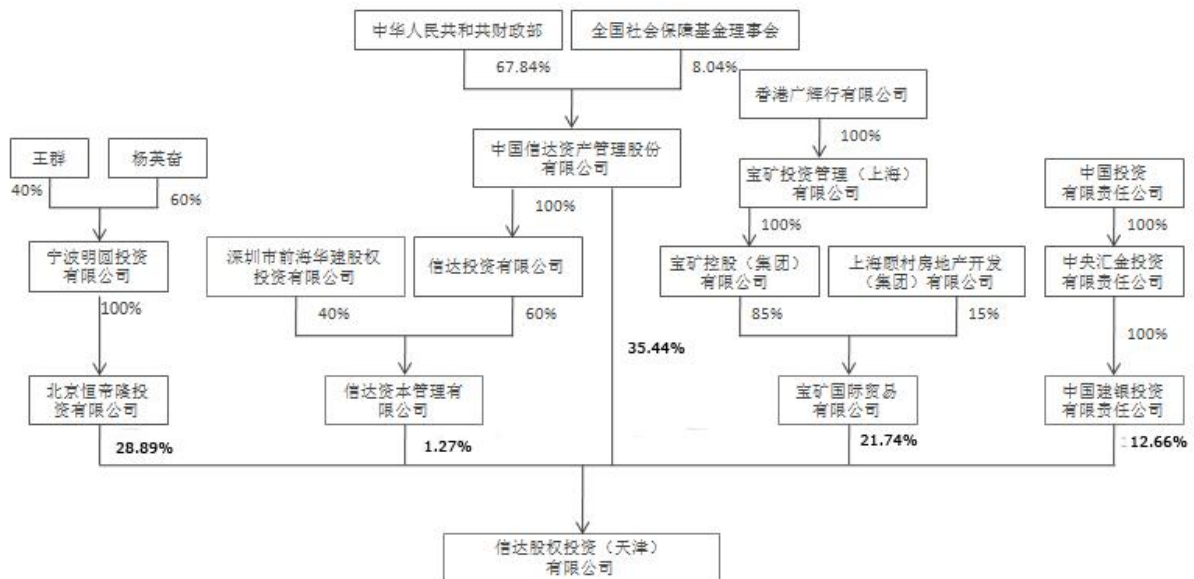 中华人民共和共财政部
全国社会保障基金理事会
67.84%
8.04%
香港广辉行有限公司
100%
王群
杨英奋
中国信达资产管理股份
有限公司
宝矿投资管理（上海）
有限公司
中国投资
有限责任公司
40%
60%
100%
100%
100%
宁波明圆投资
有限公司
深圳市前海华建股权
投资有限公司
信达投资有限公司
宝矿控股（集团）
有限公司
上海顾村房地产开发
（集团）有限公司
中央汇金投资
有限责任公司
100%
40%
60%
85%
15%
100%
35.44%
北京恒帝隆投
资有限公司
信达资本管理有
限公司
宝矿国际贸易
有限公司
中国建银投资
有限责任公司
28.89%
1.27%
21.74%
12.66%
信达股权投资（天津）
有限公司